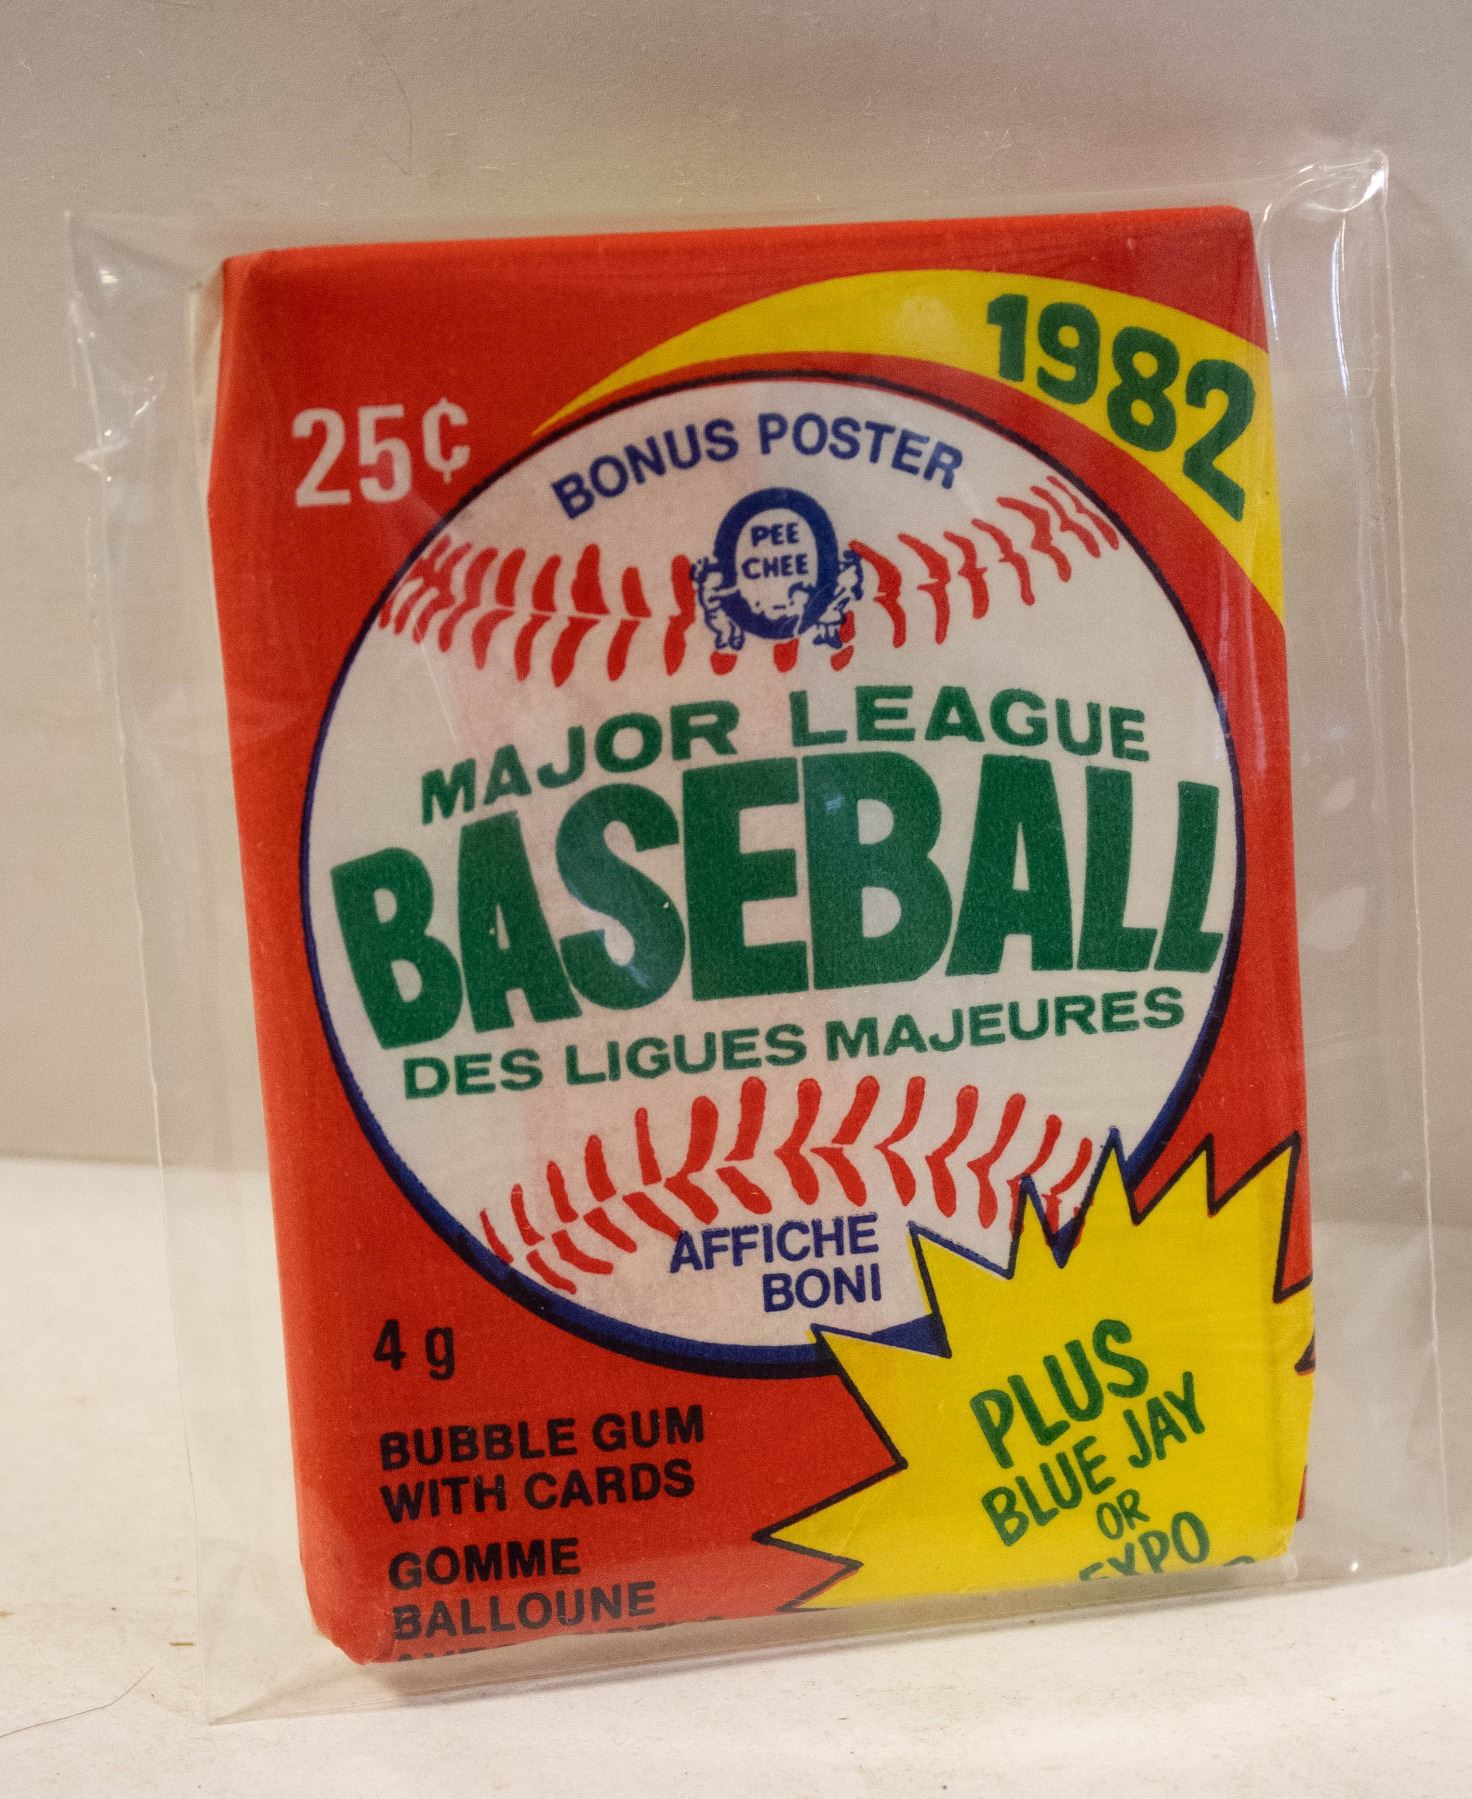 1982
25¢
BONUS POSTER
PEE
CHEE
MAJOR LEAGUE
BASEBALL
DES LIGUES MAJEURES
AFFICHE
BONI
4 g
BUBBLE GUM
WITH CARDS
GOMME
BALLOUNE
PLUS
BLUE JAY
OR
EXPO